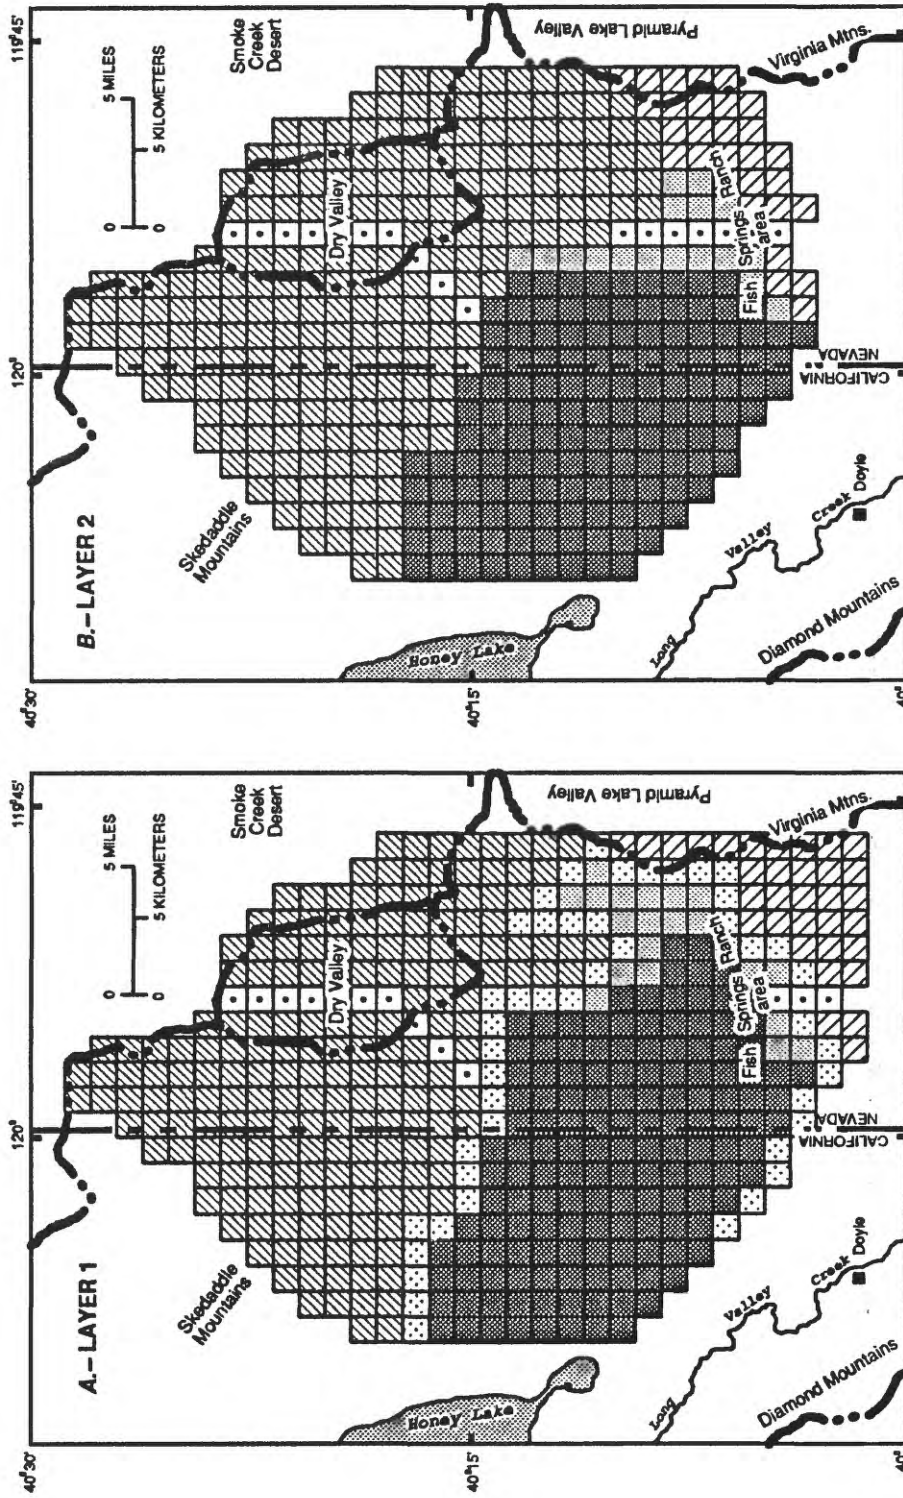 B.–LAYER 2
40°30'
120°
119°45'
0 5 MILES
0 5 KILOMETERS
Smoke
Creek
Desert
Skedaddle
Mountains
Dry Valley
Pyramid Lake Valley
40°15'
Honey Lake
Virginia Mtns.
Fish Springs Ranch
area
CALIFORNIA
NEVADA
Long Valley Creek
Doyle
Diamond Mountains
A.–LAYER 1
40°30'
120°
119°45'
0 5 MILES
0 5 KILOMETERS
Smoke
Creek
Desert
Skedaddle
Mountains
Dry Valley
Pyramid Lake Valley
40°15'
Honey Lake
Virginia Mtns.
Fish Springs Ranch
area
CALIFORNIA
NEVADA
Long Valley Creek
Doyle
Diamond Mountains